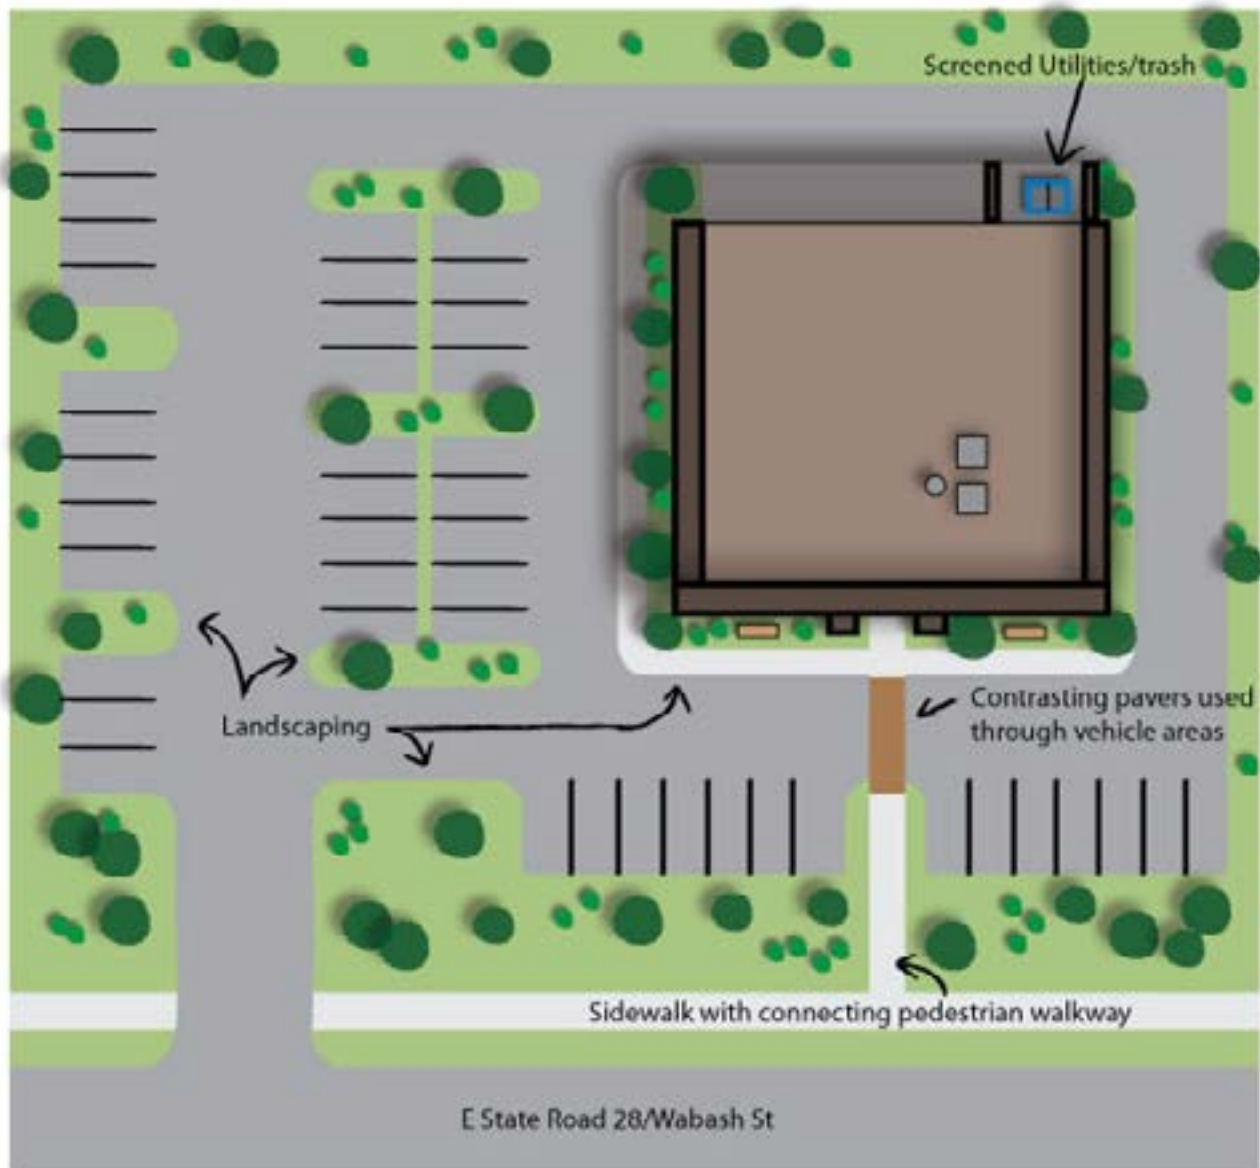 Screened Utilities/trash
Contrasting pavers used
through vehicle areas
Landscaping
Sidewalk with connecting pedestrian walkway
E State Road 28/Wabash St